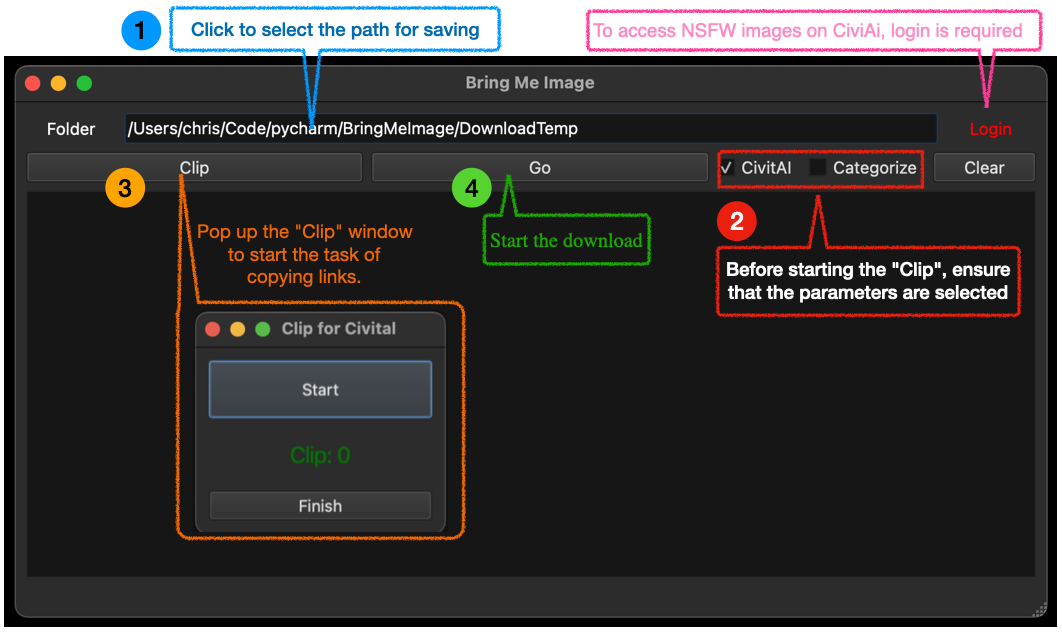 1
Click to select the path for saving
To access NSFW images on CiviAi, login is required
Bring Me Image
Folder
/Users/chris/Code/pycharm/BringMeImage/DownloadTemp
Login
Clip
Go
CivitAI
Categorize
Clear
3
4
2
Pop up the "Clip" window
to start the task of
copying links.
Start the download
Before starting the "Clip", ensure
that the parameters are selected
Clip for Civital
Start
Clip: 0
Finish